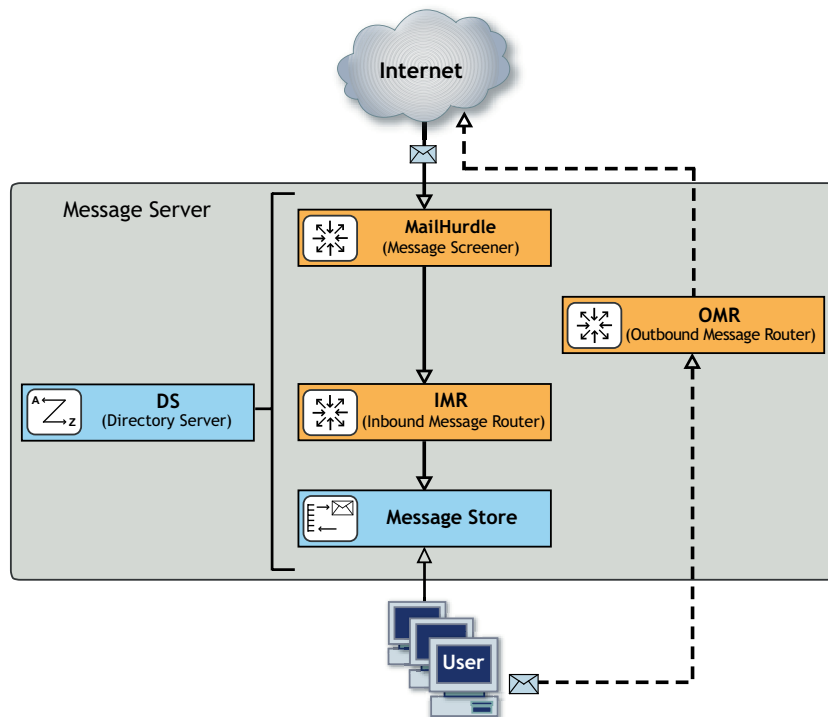 Internet
Message Server
MailHurdle
(Message Screener)
OMR
(Outbound Message Router)
A
Z
DS
(Directory Server)
IMR
(Inbound Message Router)
Message Store
User